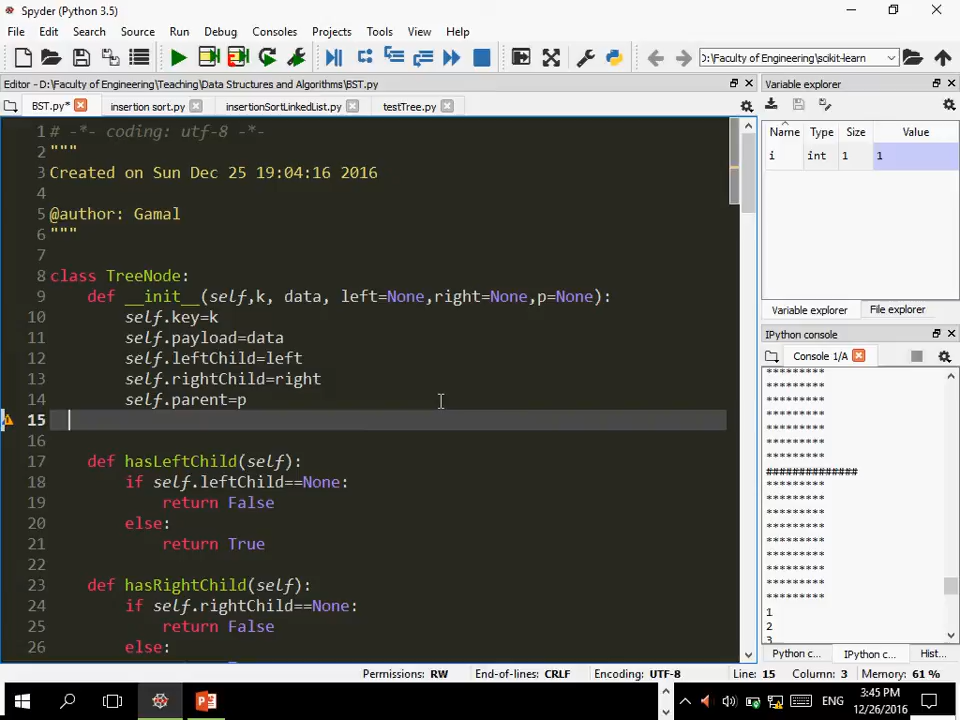 Spyder (Python 3.5)
File Edit Search Source Run Debug Consoles Projects Tools View Help
D:\Faculty of Engineering\scikit-learn
Editor - D:\Faculty of Engineering\Teaching\Data Structures and Algorithms\BST.py
Variable explorer
BST.py* insertion sort.py insertionSortLinkedList.py testTree.py
1 # -*- coding: utf-8 -*-
2 """
3 Created on Sun Dec 25 19:04:16 2016
4
5 @author: Gamal
6 """
7
8 class TreeNode:
9 def __init__(self,k, data, left=None,right=None,p=None):
10 self.key=k
11 self.payload=data
12 self.leftChild=left
13 self.rightChild=right
14 self.parent=p
15
16
17 def hasLeftChild(self):
18 if self.leftChild==None:
19 return False
20 else:
21 return True
22
23 def hasRightChild(self):
24 if self.rightChild==None:
25 return False
26 else:
Name Type Size Value
i int 1 1
Variable explorer File explorer
IPython console
Console 1/A
*********
*********
*********
*********
*********
*********
*********
##############
*********
*********
*********
*********
*********
*********
*********
*********
*********
1
2
3
Python c... IPython c... Hist...
Permissions: RW End-of-lines: CRLF Encoding: UTF-8 Line: 15 Column: 3 Memory: 61 %
ENG
3:45 PM
12/26/2016